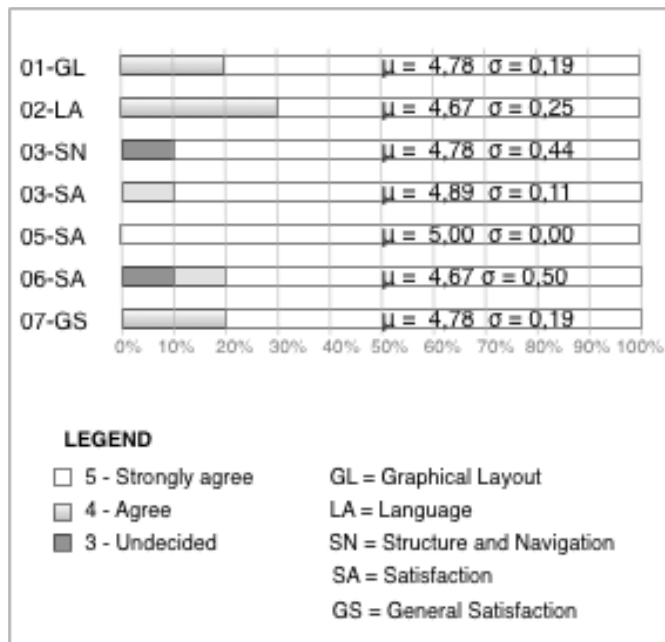 01-GL μ = 4,78 σ = 0,19
02-LA μ = 4,67 σ = 0,25
03-SN μ = 4,78 σ = 0,44
03-SA μ = 4,89 σ = 0,11
05-SA μ = 5,00 σ = 0,00
06-SA μ = 4,67 σ = 0,50
07-GS μ = 4,78 σ = 0,19
0% 10% 20% 30% 40% 50% 60% 70% 80% 90% 100%
LEGEND
5 - Strongly agree
4 - Agree
3 - Undecided
GL = Graphical Layout
LA = Language
SN = Structure and Navigation
SA = Satisfaction
GS = General Satisfaction